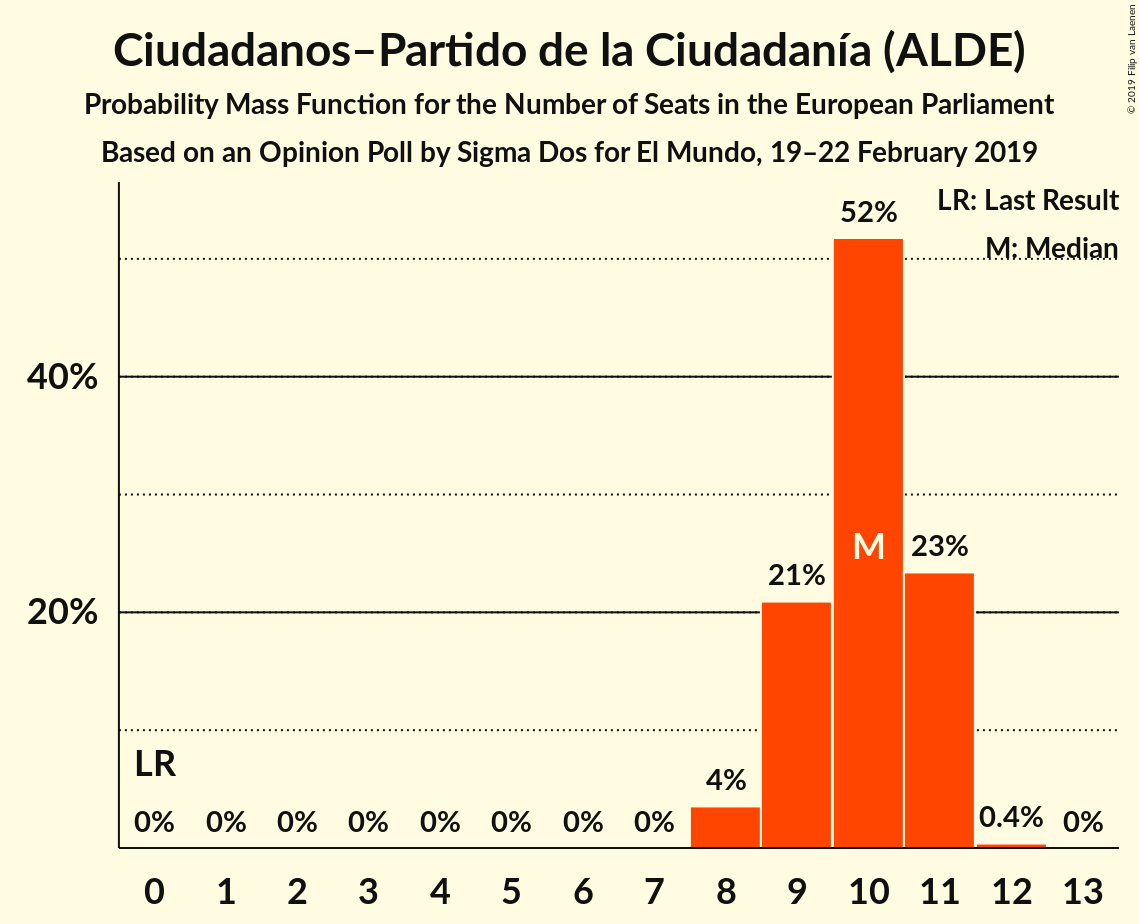 Ciudadanos–Partido de la Ciudadanía (ALDE)
Probability Mass Function for the Number of Seats in the European Parliament
Based on an Opinion Poll by Sigma Dos for El Mundo, 19–22 February 2019
© 2019 Filip van Laenen
LR: Last Result
M: Median
52%
40%
M
23%
21%
20%
LR
4%
0% 0% 0% 0% 0% 0% 0% 0% 0.4% 0%
0 1 2 3 4 5 6 7 8 9 10 11 12 13